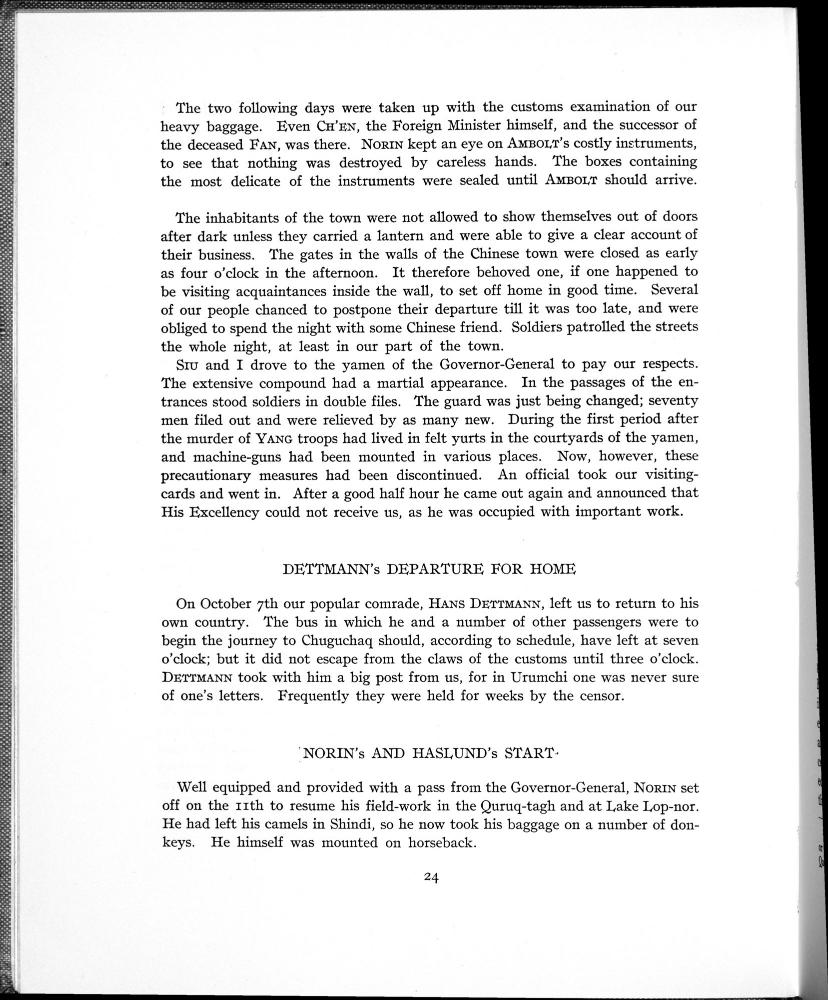 The two following days were taken up with the customs examination of our
heavy baggage. Even CH'EN, the Foreign Minister himself, and the successor of
the deceased FAN, was there. NORIN kept an eye on AMBOLT's costly instruments,
to see that nothing was destroyed by careless hands. The boxes containing
the most delicate of the instruments were sealed until AMBOLT should arrive.
The inhabitants of the town were not allowed to show themselves out of doors
after dark unless they carried a lantern and were able to give a clear account of
their business. The gates in the walls of the Chinese town were closed as early
as four o'clock in the afternoon. It therefore behoved one, if one happened to
be visiting acquaintances inside the wall, to set off home in good time. Several
of our people chanced to postpone their departure till it was too late, and were
obliged to spend the night with some Chinese friend. Soldiers patrolled the streets
the whole night, at least in our part of the town.
SIU and I drove to the yamen of the Governor-General to pay our respects.
The extensive compound had a martial appearance. In the passages of the en-
trances stood soldiers in double files. The guard was just being changed; seventy
men filed out and were relieved by as many new. During the first period after
the murder of YANG troops had lived in felt yurts in the courtyards of the yamen,
and machine-guns had been mounted in various places. Now, however, these
precautionary measures had been discontinued. An official took our visiting-
cards and went in. After a good half hour he came out again and announced that
His Excellency could not receive us, as he was occupied with important work.
DETTMANN's DEPARTURE FOR HOME
On October 7th our popular comrade, HANS DETTMANN, left us to return to his
own country. The bus in which he and a number of other passengers were to
begin the journey to Chuguchaq should, according to schedule, have left at seven
o'clock; but it did not escape from the claws of the customs until three o'clock.
DETTMANN took with him a big post from us, for in Urumchi one was never sure
of one's letters. Frequently they were held for weeks by the censor.
NORIN's AND HASLUND's START
Well equipped and provided with a pass from the Governor-General, NORIN set
off on the 11th to resume his field-work in the Quruq-tagh and at Lake Lop-nor.
He had left his camels in Shindi, so he now took his baggage on a number of don-
keys. He himself was mounted on horseback.
24